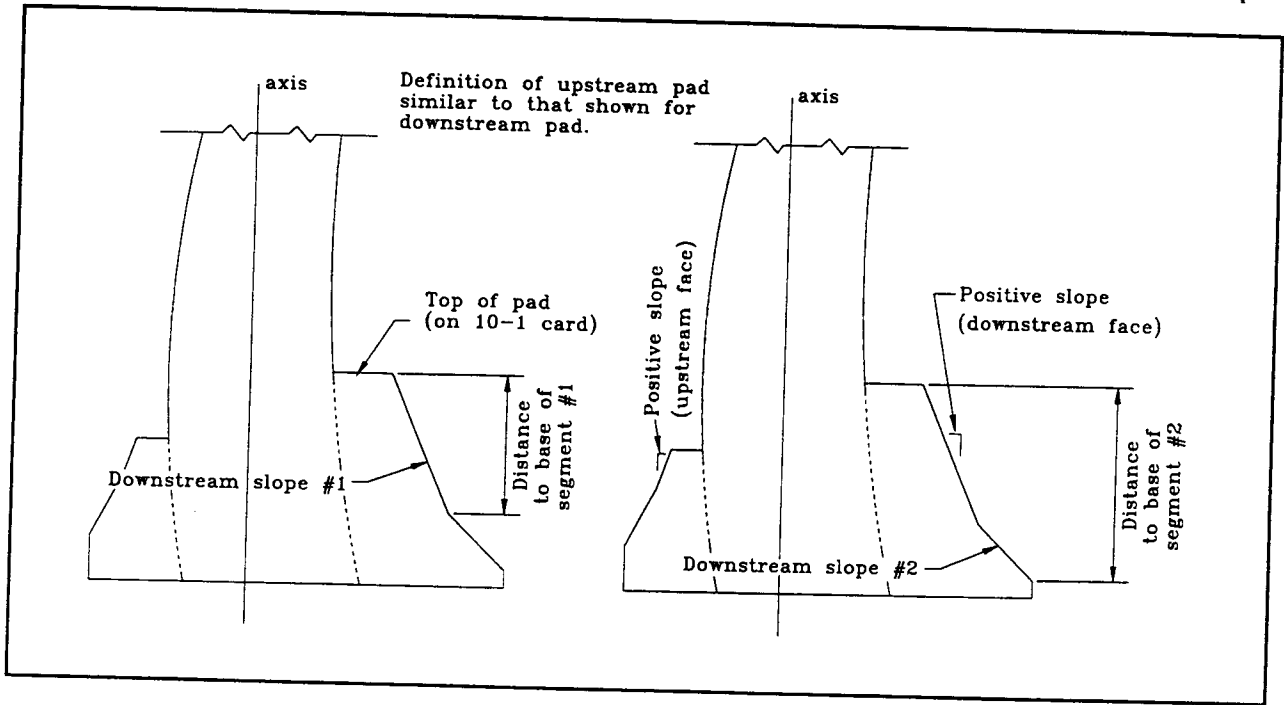 axis
Definition of upstream pad
similar to that shown for
downstream pad.
Top of pad
(on 10-1 card)
Distance
to base of
segment #1
Downstream slope #1
axis
Positive slope
(upstream face)
Positive slope
(downstream face)
Distance
to base of
segment #2
Downstream slope #2